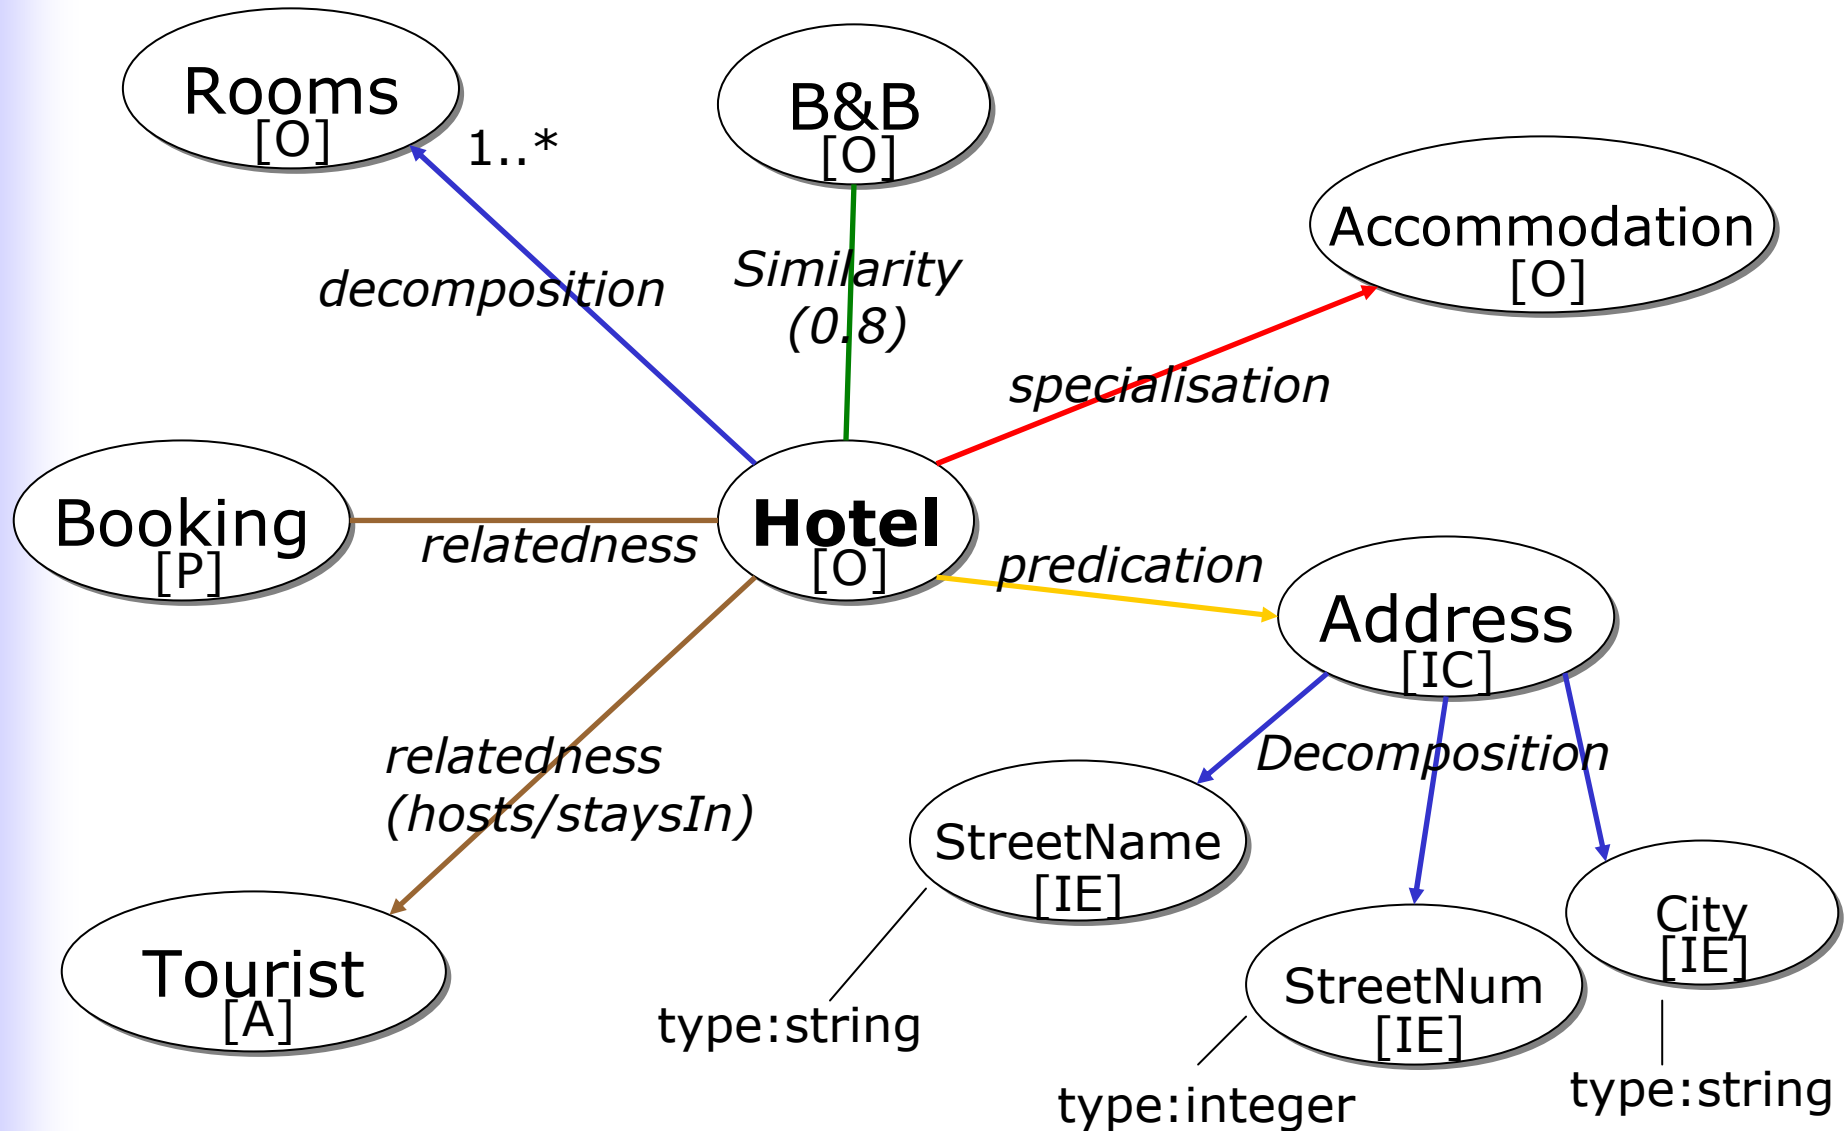 Rooms
[O]
1..*
B&B
[O]
Accommodation
[O]
decomposition
Similarity
(0.8)
specialisation
Booking
[P]
relatedness
Hotel
[O]
predication
Address
[IC]
relatedness
(hosts/staysIn)
Decomposition
StreetName
[IE]
City
[IE]
Tourist
[A]
StreetNum
[IE]
type:string
type:integer
type:string